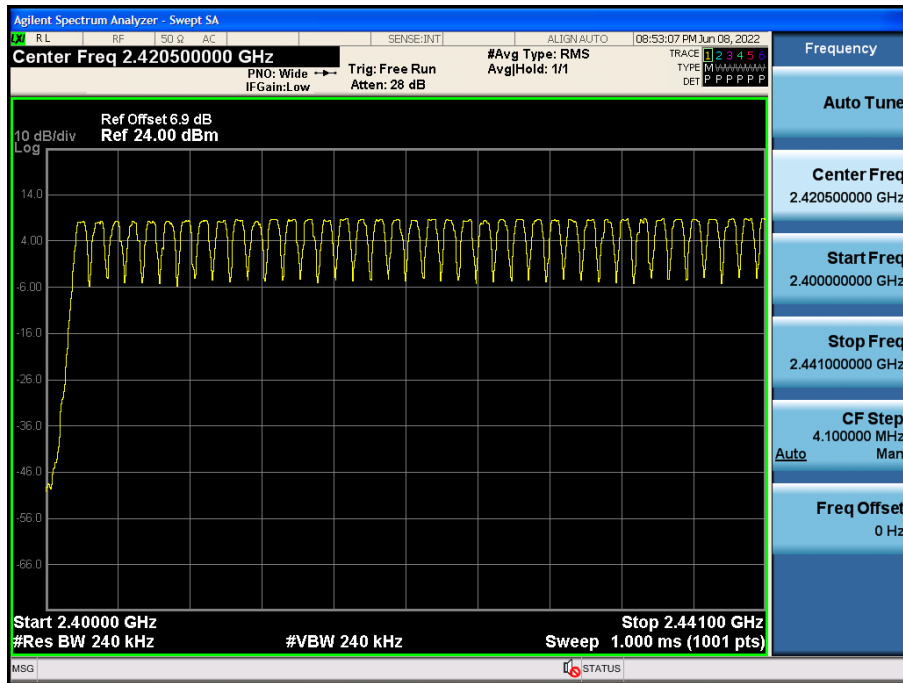 Agilent Spectrum Analyzer - Swept SA
LXI RL RF 50 Ω AC SENSE:INT ALIGN AUTO 08:53:07 PM Jun 08, 2022
Center Freq 2.420500000 GHz
PNO: Wide
IFGain:Low
Trig: Free Run
Atten: 28 dB
#Avg Type: RMS
Avg|Hold: 1/1
TRACE 1 2 3 4 5 6
TYPE M WWWWW
DET P P P P P P
Ref Offset 6.9 dB
10 dB/div Ref 24.00 dBm
Log
14.0
4.00
-6.00
-16.0
-26.0
-36.0
-46.0
-56.0
-66.0
Start 2.40000 GHz Stop 2.44100 GHz
#Res BW 240 kHz #VBW 240 kHz Sweep 1.000 ms (1001 pts)
MSG STATUS
Frequency
Auto Tune
Center Freq
2.420500000 GHz
Start Freq
2.400000000 GHz
Stop Freq
2.441000000 GHz
CF Step
4.100000 MHz
Auto Man
Freq Offset
0 Hz